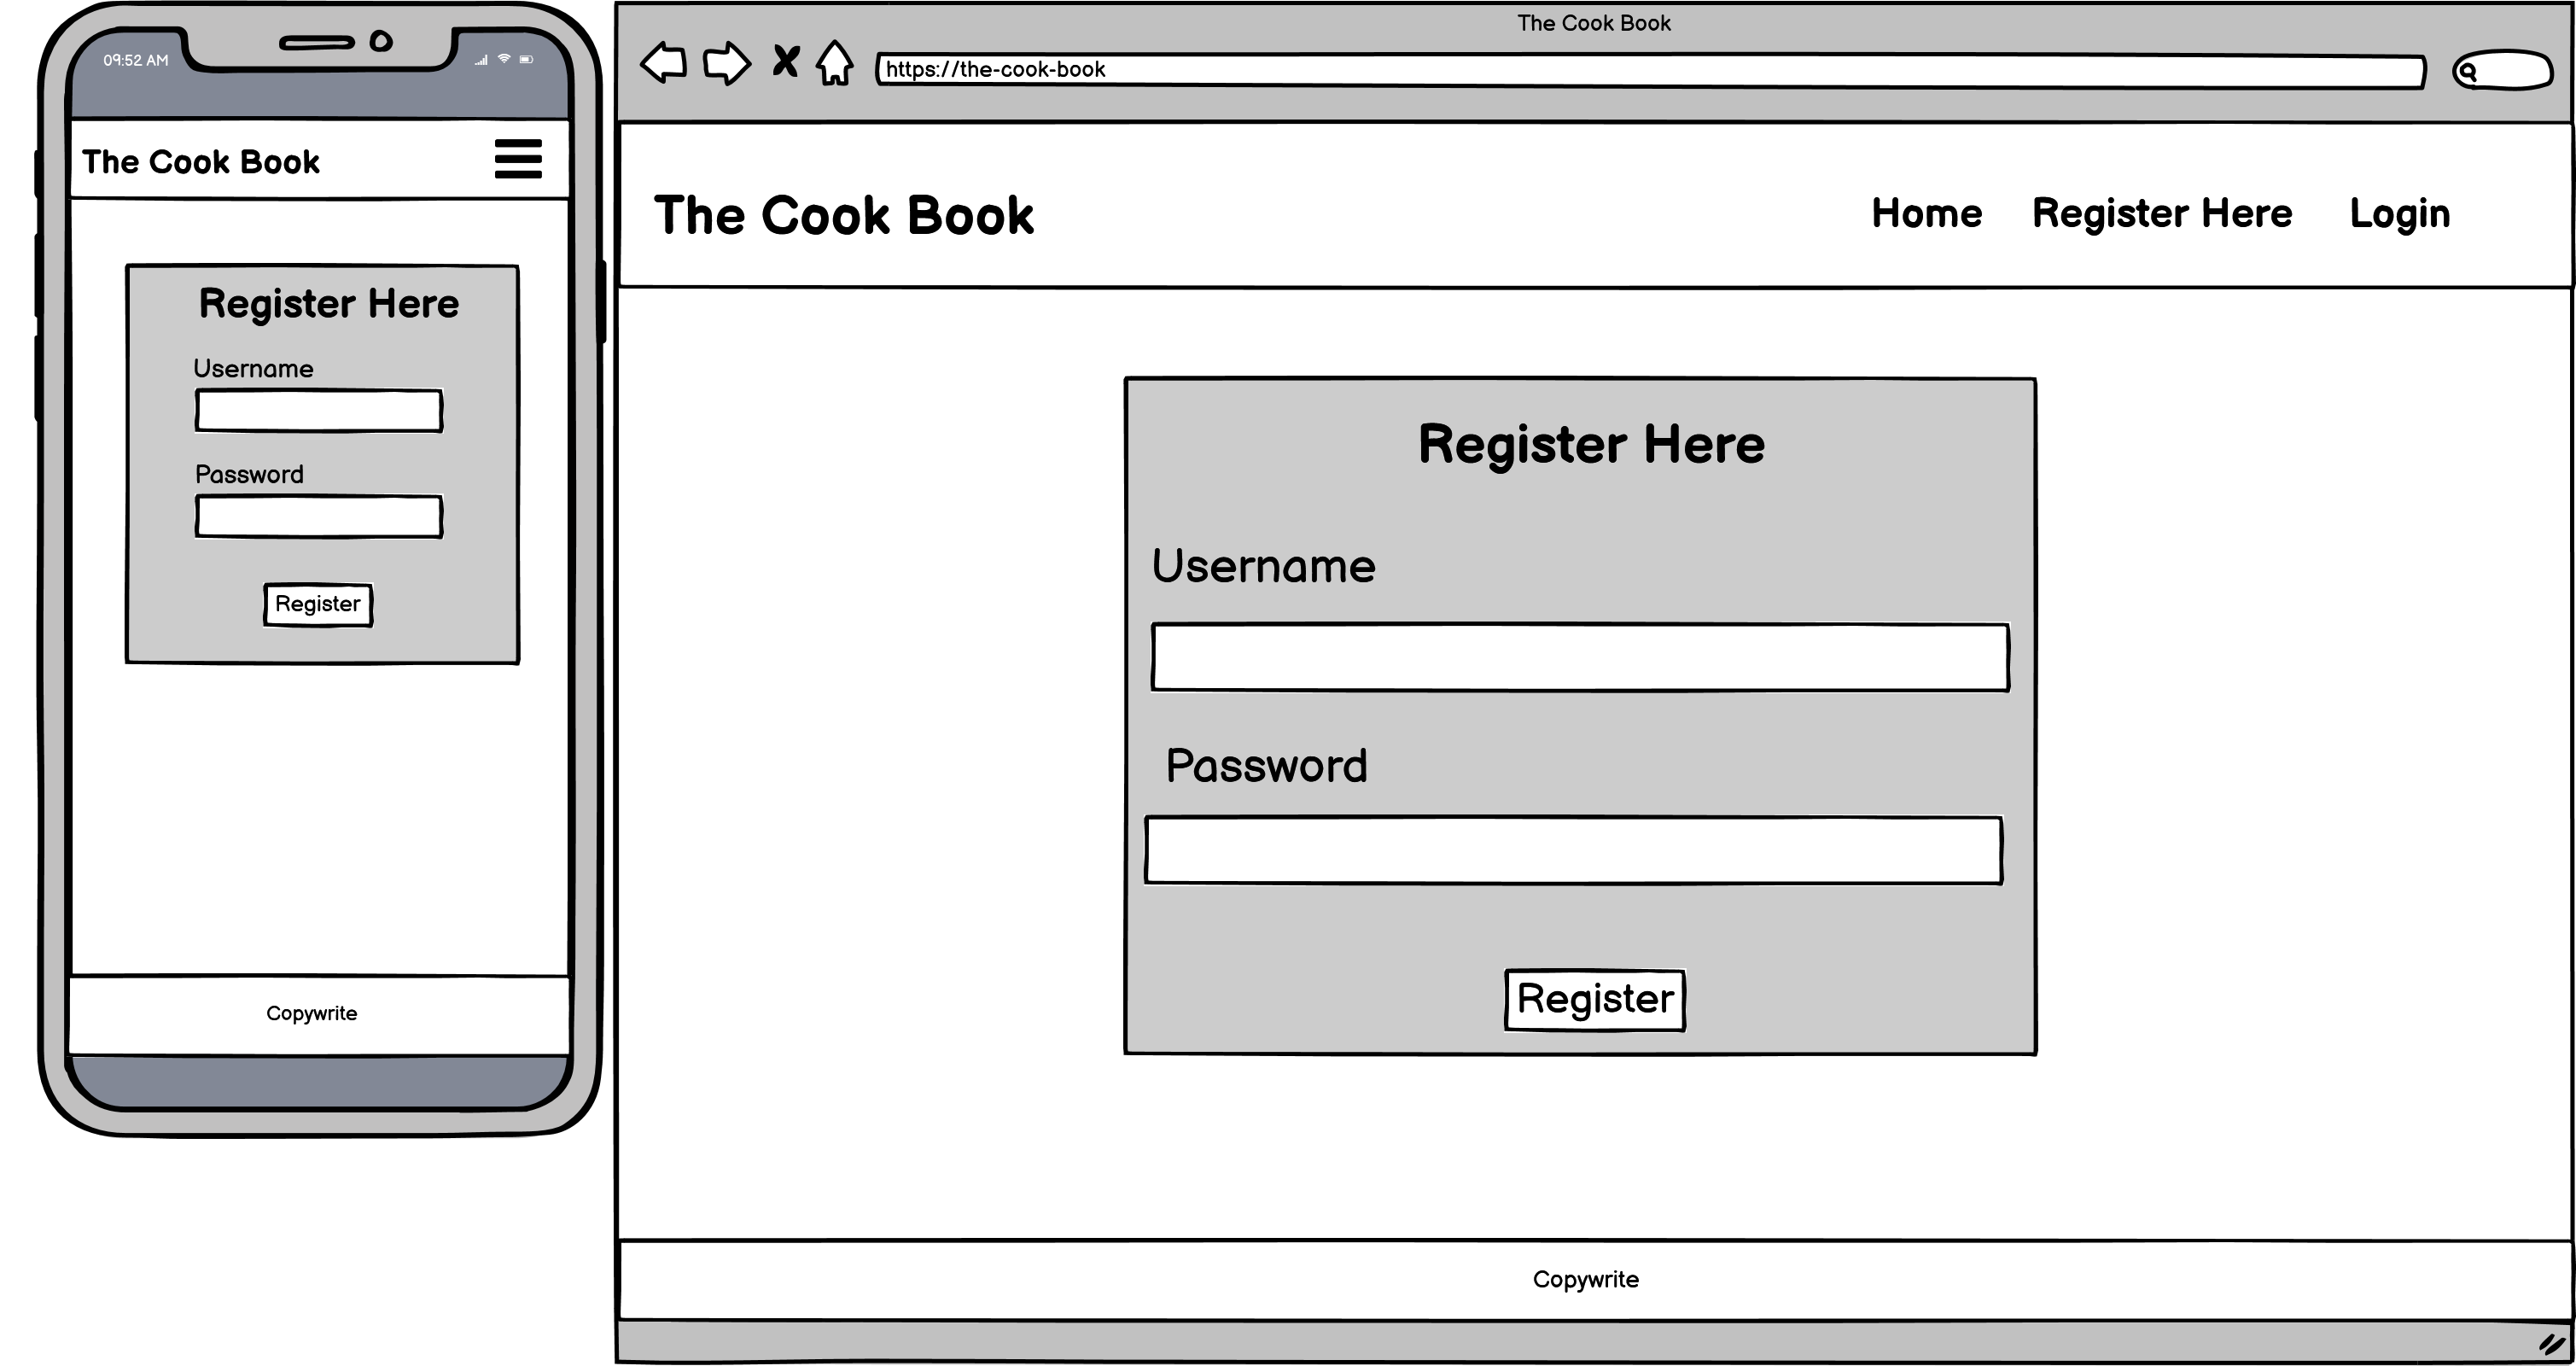 09:52 AM
The Cook Book
Register Here
Username
Password
Register
Copywrite
The Cook Book
https://the-cook-book
The Cook Book
Home Register Here Login
Register Here
Username
Password
Register
Copywrite